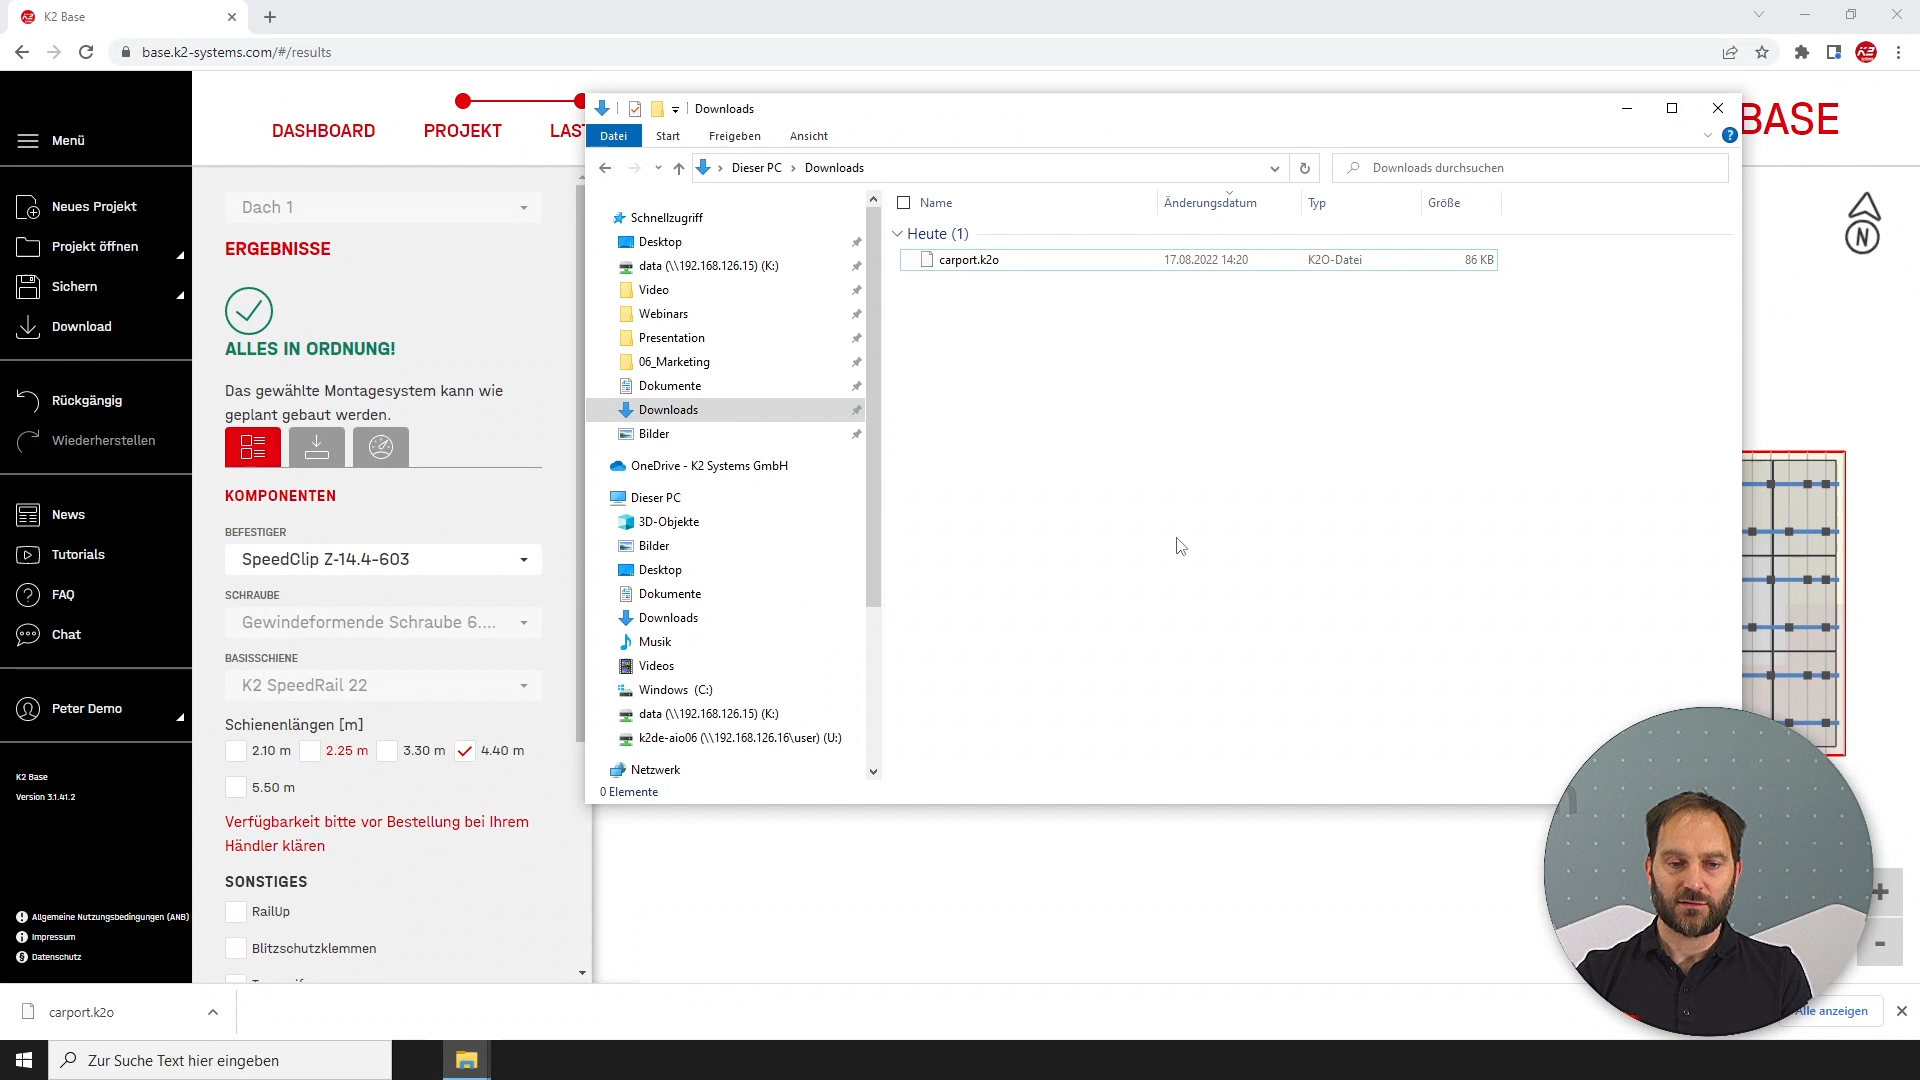 K2 Base
base.k2-systems.com/#/results
Menü
Neues Projekt
Projekt öffnen
Sichern
Download
Rückgängig
Wiederherstellen
News
Tutorials
FAQ
Chat
Peter Demo
K2 Base
Version 3.1.41.2
Allgemeine Nutzungsbedingungen (ANB)
Impressum
Datenschutz
DASHBOARD
PROJEKT
LAS
BASE
Dach 1
ERGEBNISSE
ALLES IN ORDNUNG!
Das gewählte Montagesystem kann wie
geplant gebaut werden.
KOMPONENTEN
BEFESTIGER
SpeedClip Z-14.4-603
SCHRAUBE
Gewindeformende Schraube 6....
BASISSCHIENE
K2 SpeedRail 22
Schienenlängen [m]
2.10 m 2.25 m 3.30 m 4.40 m
5.50 m
Verfügbarkeit bitte vor Bestellung bei Ihrem
Händler klären
SONSTIGES
RailUp
Blitzschutzklemmen
Downloads
Datei Start Freigeben Ansicht
Dieser PC Downloads
Downloads durchsuchen
Schnellzugriff
Desktop
data (\\192.168.126.15) (K:)
Video
Webinars
Presentation
06_Marketing
Dokumente
Downloads
Bilder
OneDrive - K2 Systems GmbH
Dieser PC
3D-Objekte
Bilder
Desktop
Dokumente
Downloads
Musik
Videos
Windows (C:)
data (\\192.168.126.15) (K:)
k2de-aio06 (\\192.168.126.16\user) (U:)
Netzwerk
0 Elemente
Name Änderungsdatum Typ Größe
Heute (1)
carport.k2o 17.08.2022 14:20 K2O-Datei 86 KB
N
+
-
carport.k2o
Alle anzeigen
Zur Suche Text hier eingeben